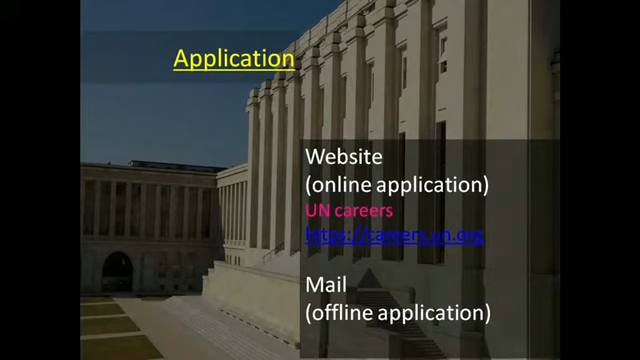 Application
Website
(online application)
UN careers
https://careers.un.org
Mail
(offline application)